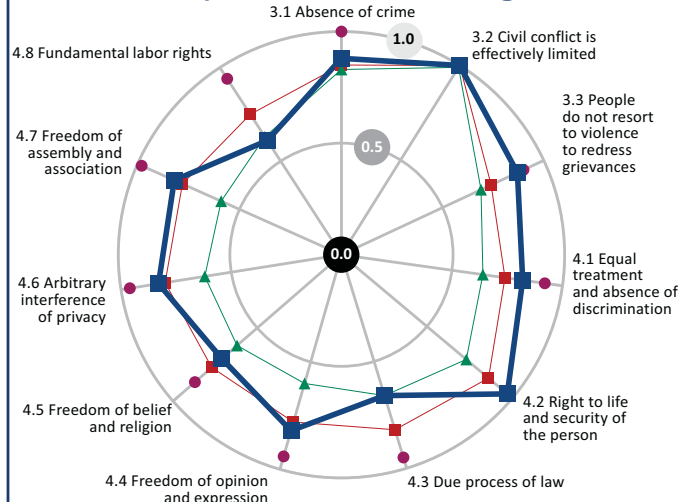 3.1 Absence of crime
1.0
3.2 Civil conflict is
effectively limited
4.8 Fundamental labor rights
3.3 People
do not resort
to violence
to redress
grievances
4.7 Freedom of
assembly and
association
0.5
0.0
4.1 Equal
treatment
and absence of
discrimination
4.6 Arbitrary
interference
of privacy
4.2 Right to life
and security of
the person
4.5 Freedom of belief
and religion
4.4 Freedom of opinion
and expression
4.3 Due process of law